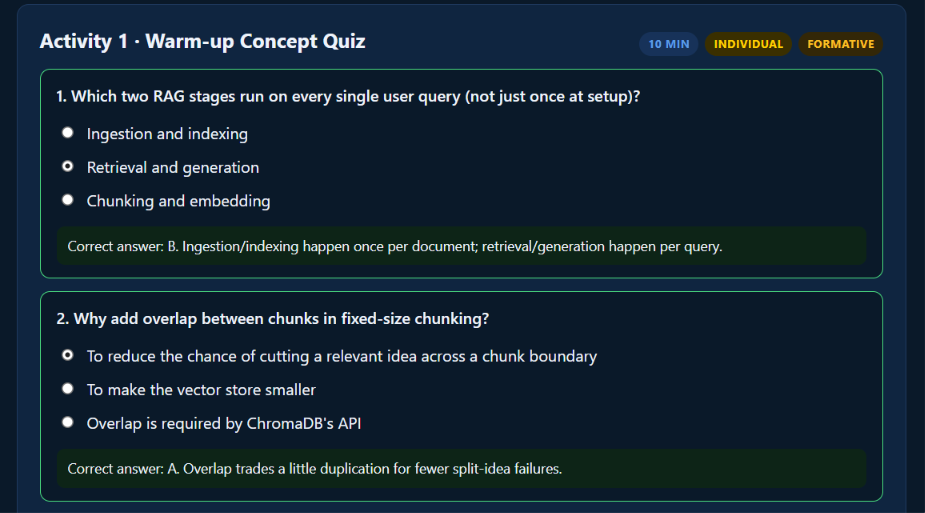 Activity 1 · Warm-up Concept Quiz
10 MIN
INDIVIDUAL
FORMATIVE
1. Which two RAG stages run on every single user query (not just once at setup)?
Ingestion and indexing
Retrieval and generation
Chunking and embedding
Correct answer: B. Ingestion/indexing happen once per document; retrieval/generation happen per query.
2. Why add overlap between chunks in fixed-size chunking?
To reduce the chance of cutting a relevant idea across a chunk boundary
To make the vector store smaller
Overlap is required by ChromaDB's API
Correct answer: A. Overlap trades a little duplication for fewer split-idea failures.